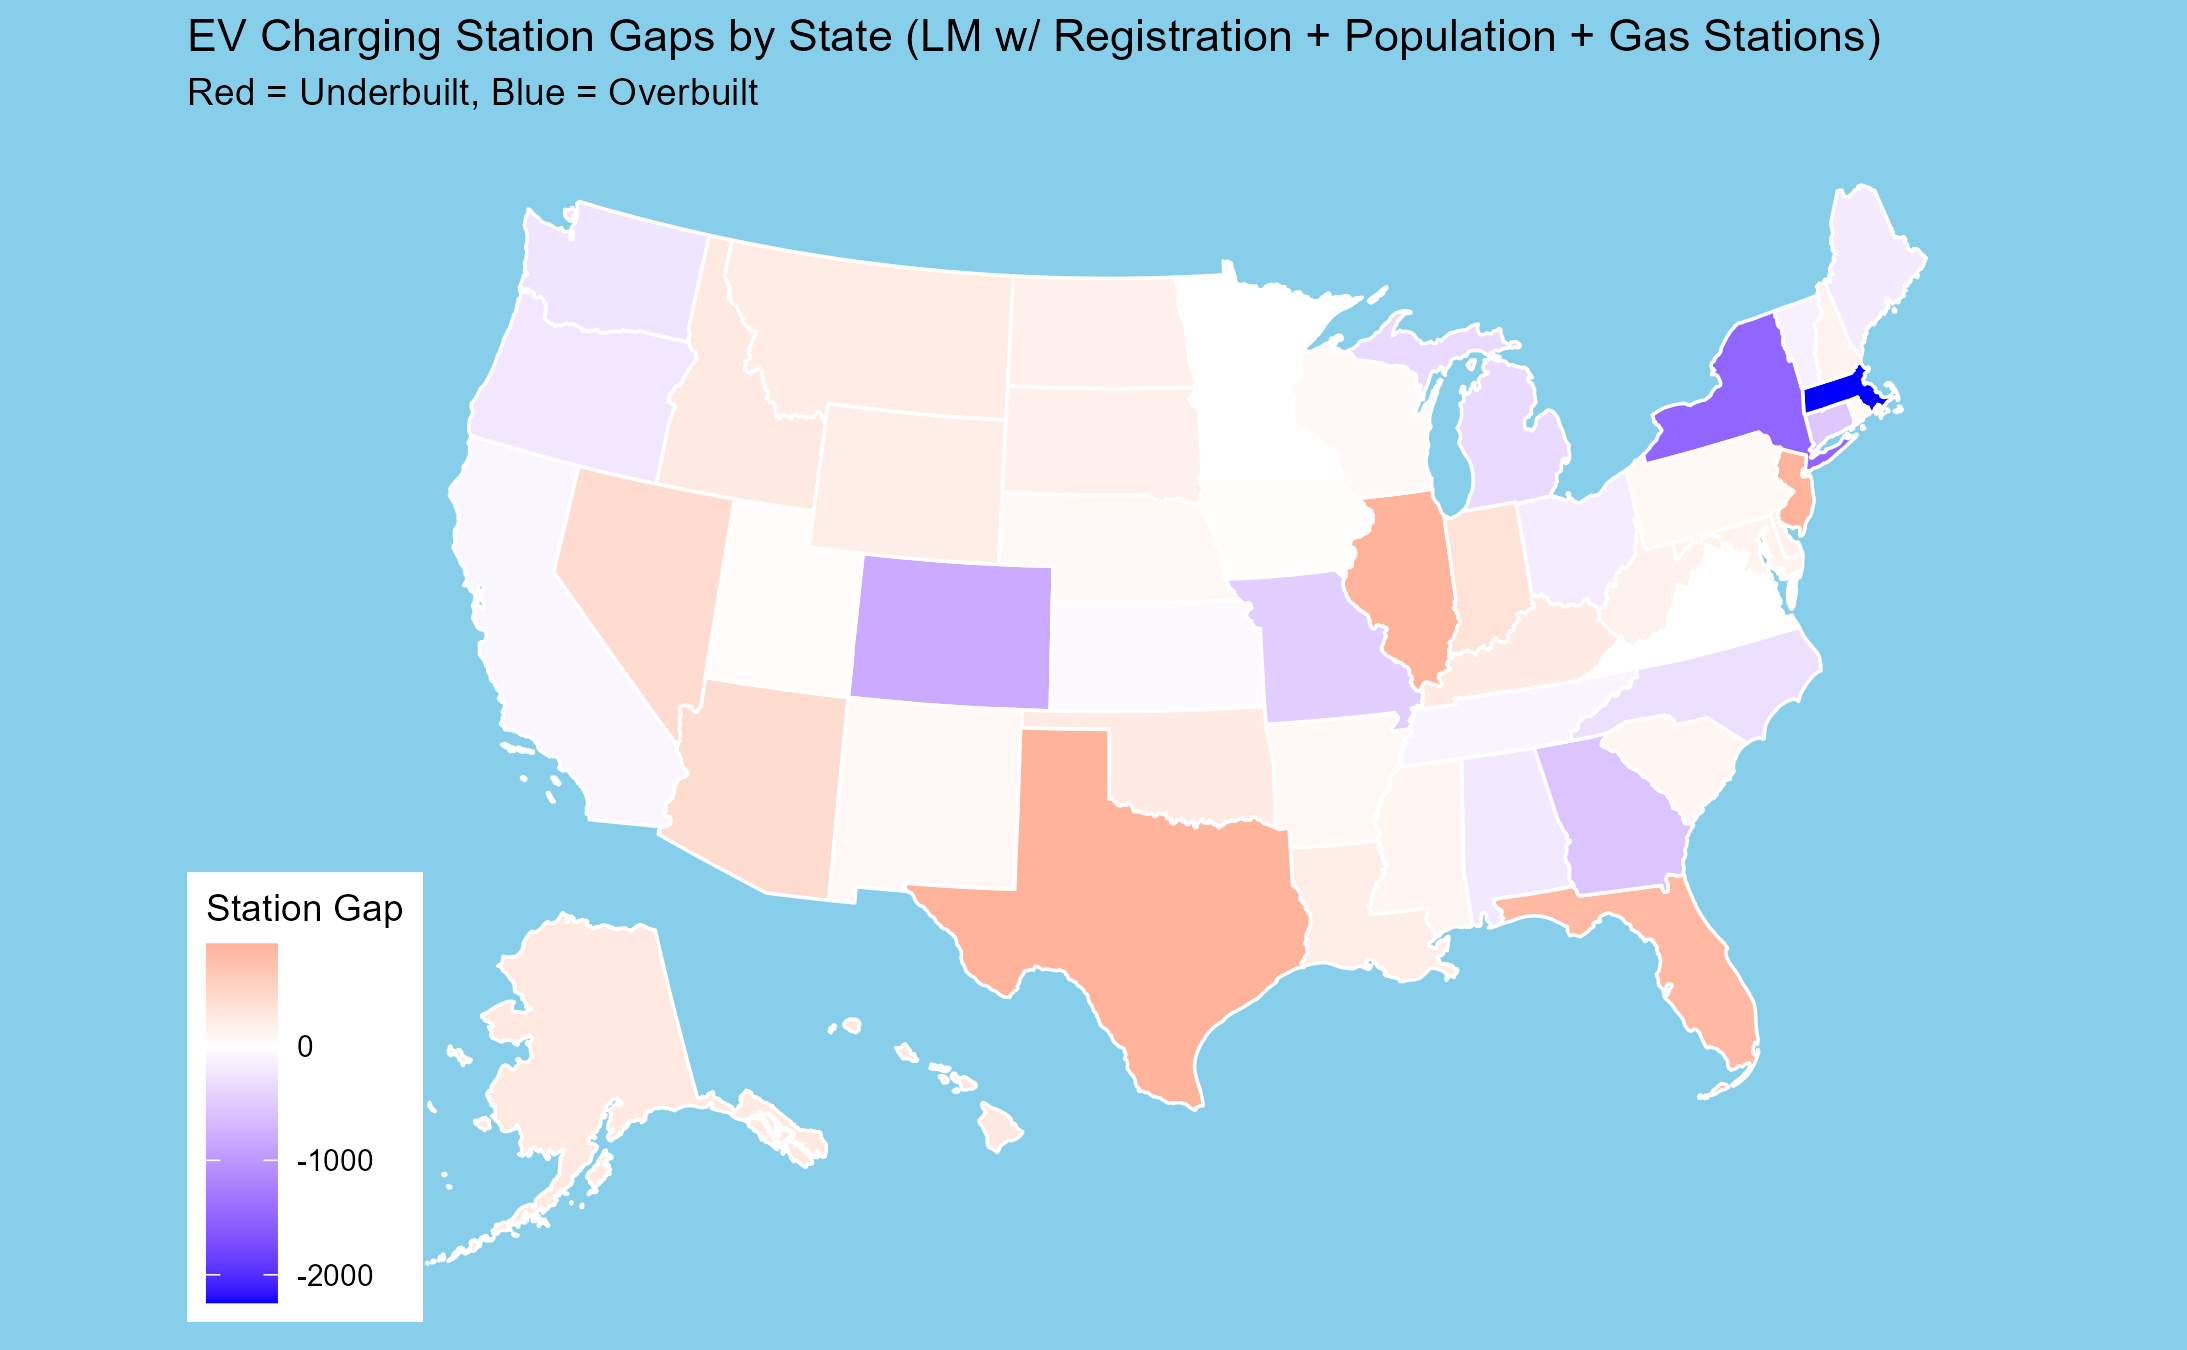 EV Charging Station Gaps by State (LM w/ Registration + Population + Gas Stations)
Red = Underbuilt, Blue = Overbuilt
Station Gap
0
-1000
-2000